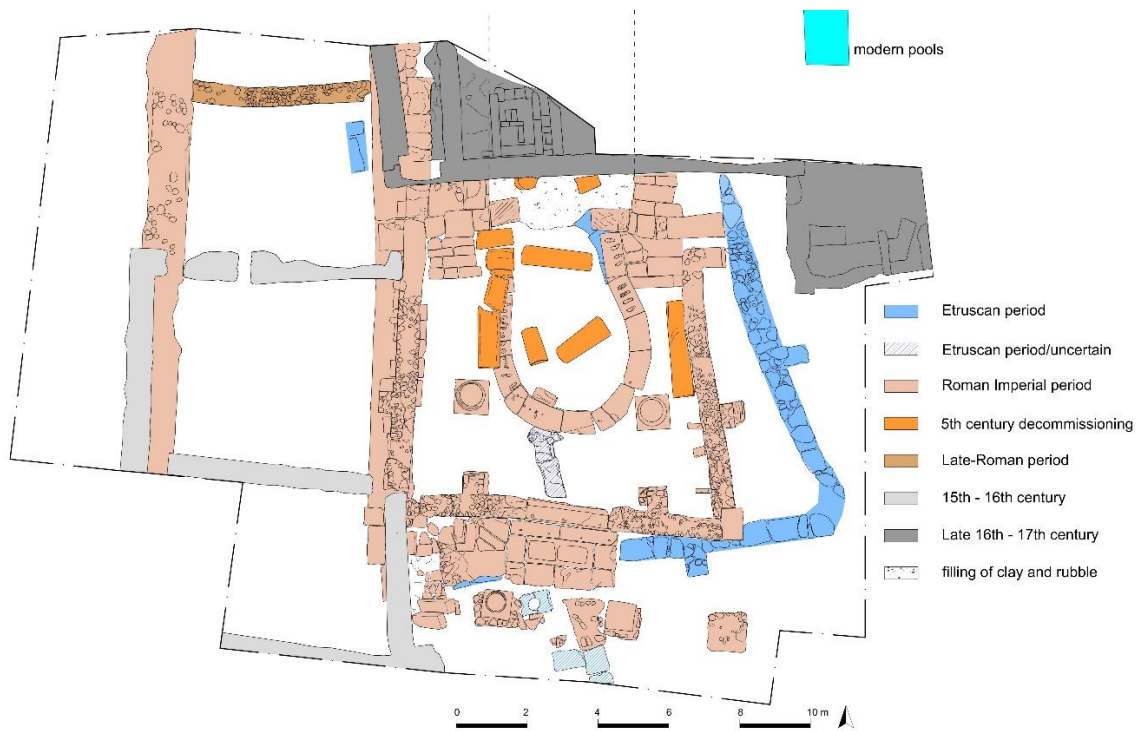 modern pools
Etruscan period
Etruscan period/uncertain
Roman Imperial period
5th century decommissioning
Late-Roman period
15th - 16th century
Late 16th - 17th century
filling of clay and rubble
0 2 4 6 8 10 m